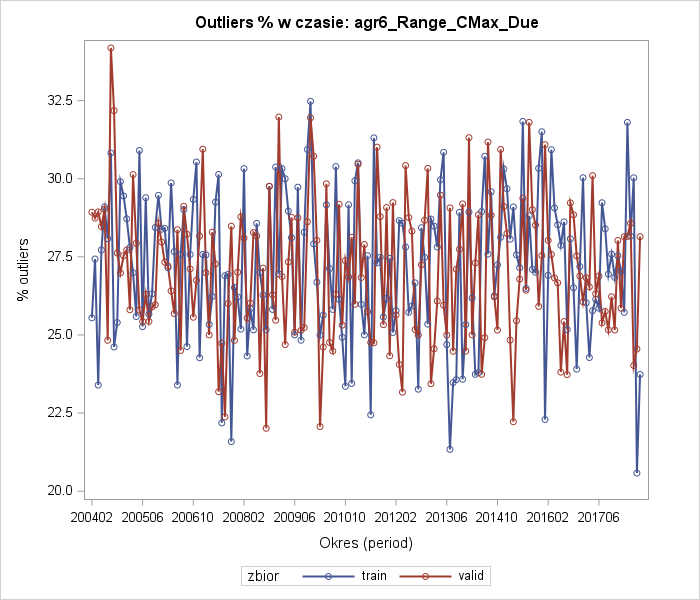 Outliers % w czasie: agr6_Range_CMax_Due
% outliers
32.5
30.0
27.5
25.0
22.5
20.0
200402 200506 200610 200802 200906 201010 201202 201306 201410 201602 201706
Okres (period)
zbior train valid